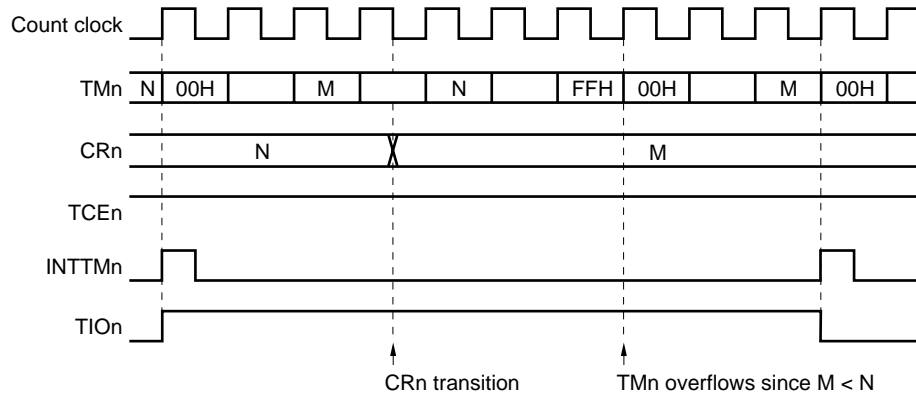 Count clock
TMn N 00H M N FFH 00H M 00H
CRn N M
TCEn
INTTMn
TIOn
CRn transition TMn overflows since M < N